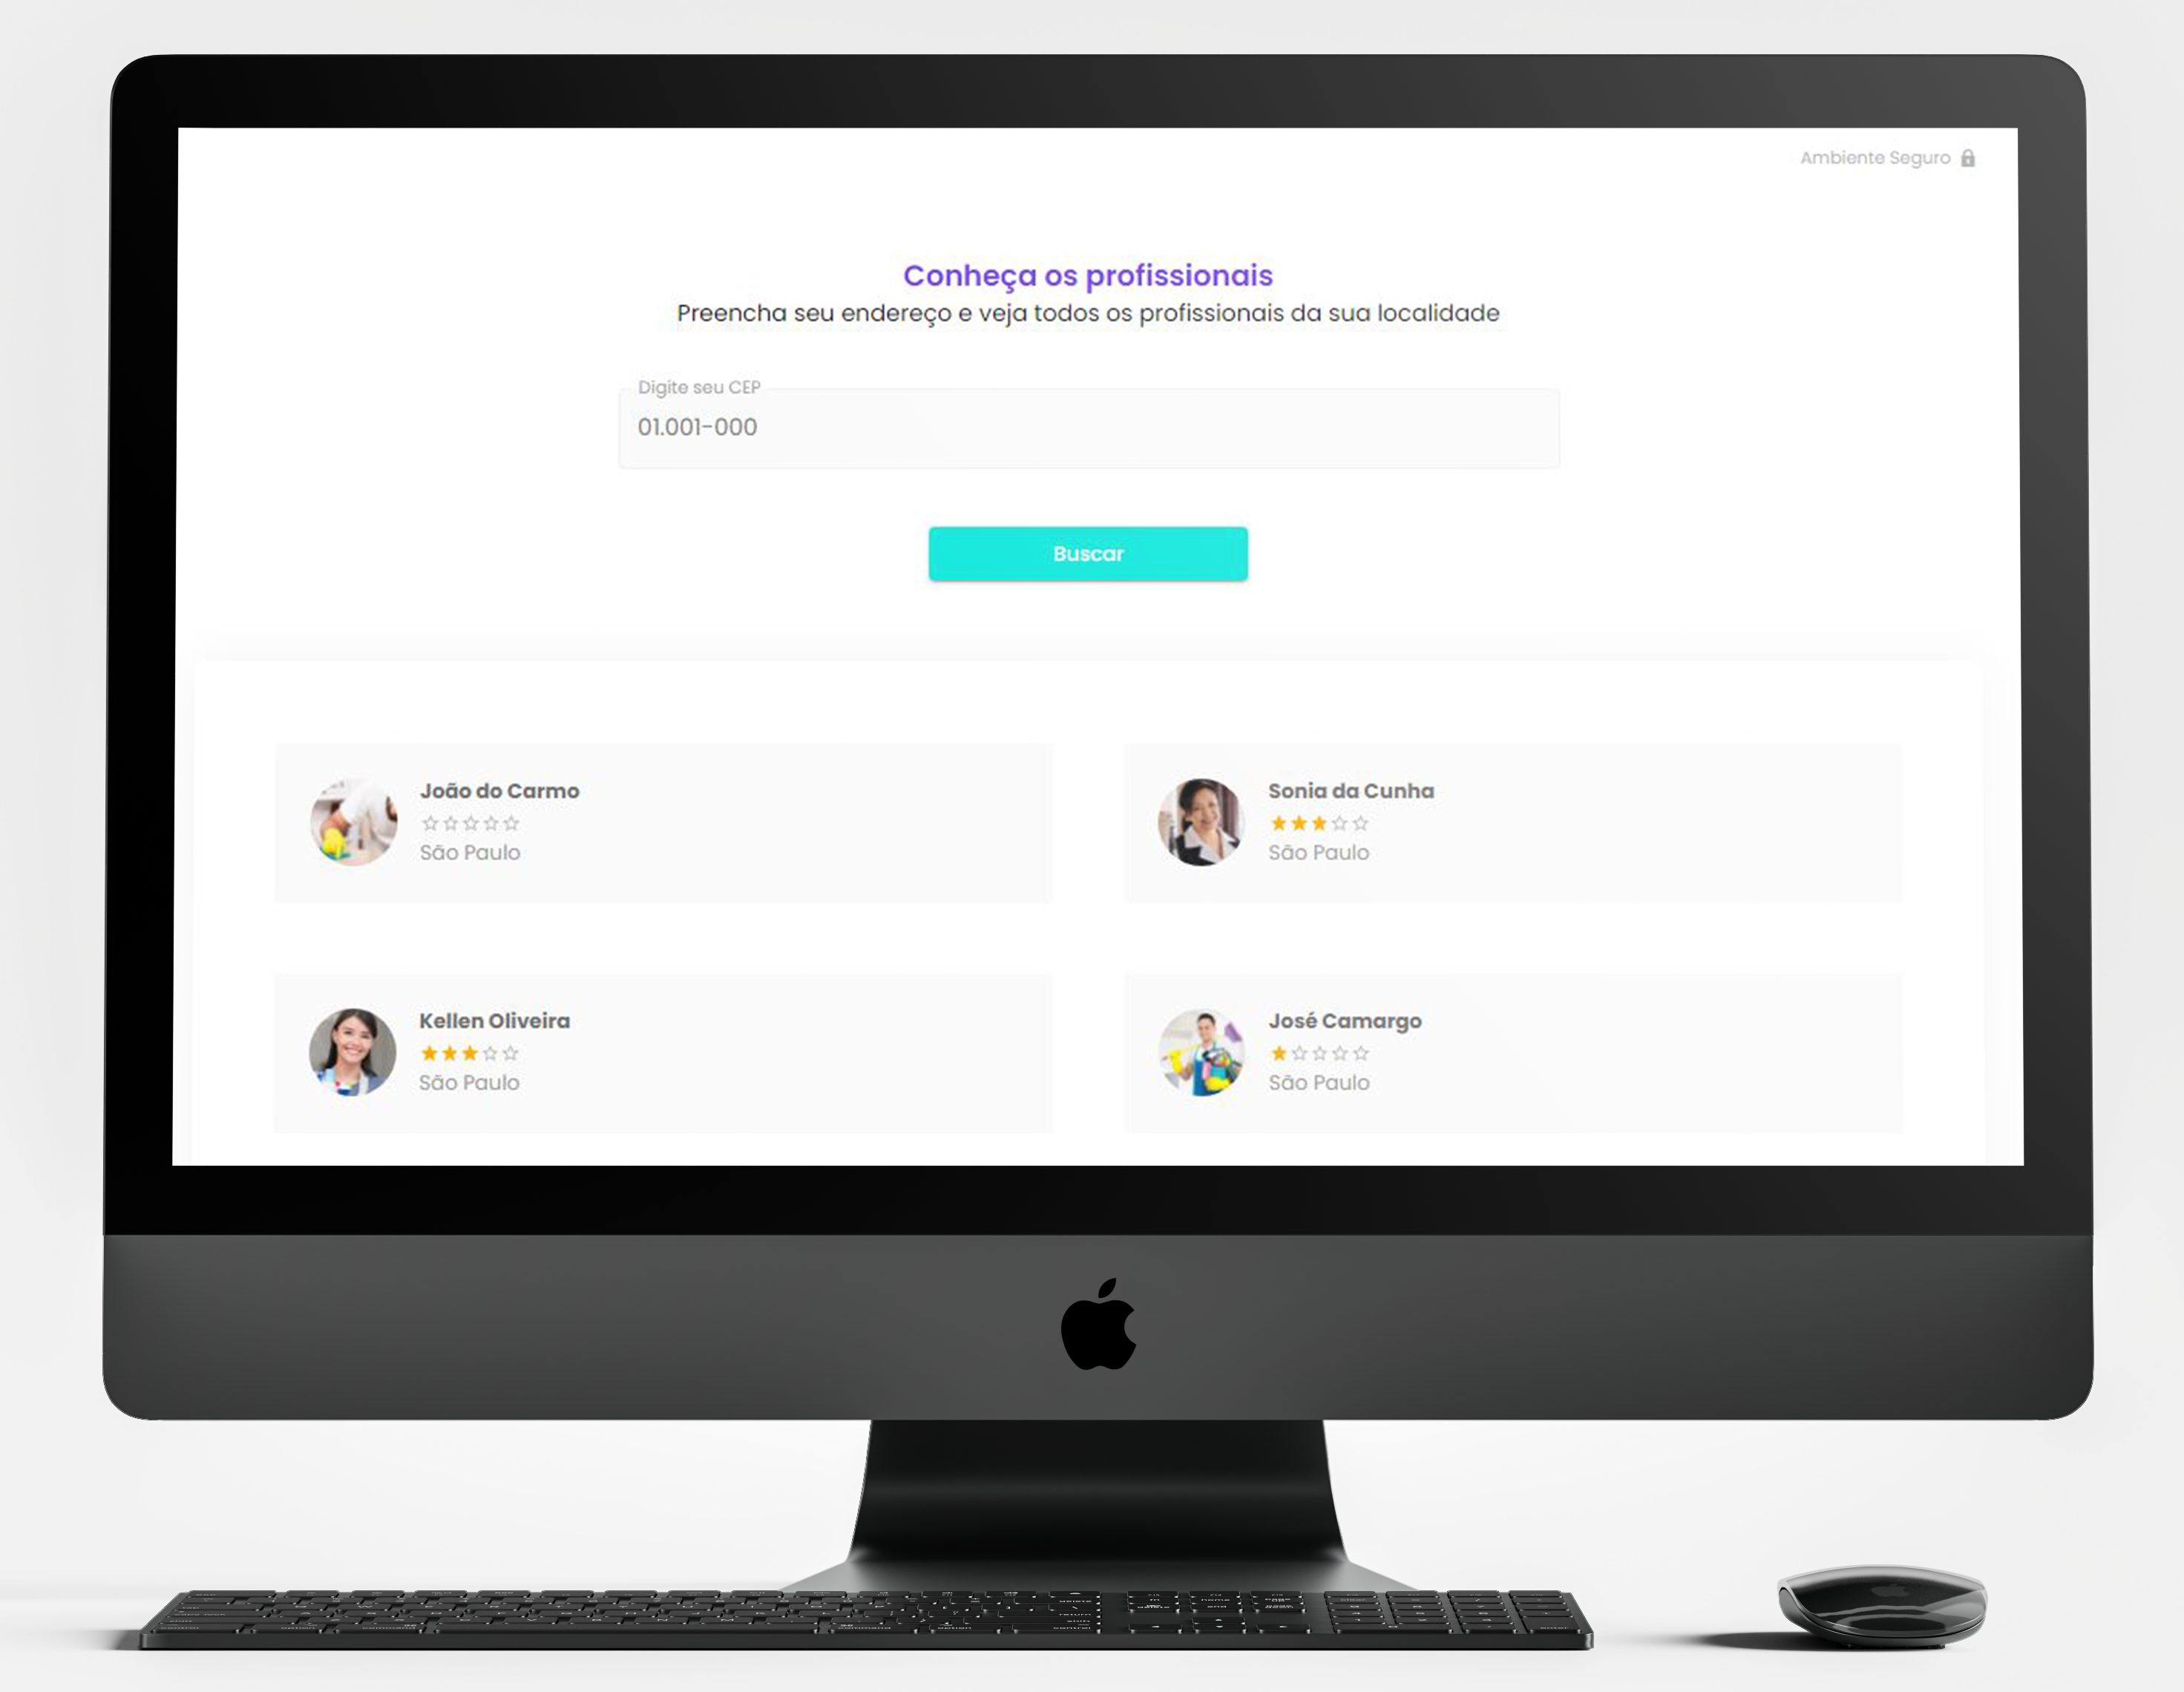 Ambiente Seguro
Conheça os profissionais
Preencha seu endereço e veja todos os profissionais da sua localidade
Digite seu CEP
01.001-000
Buscar
João do Carmo
São Paulo
Sonia da Cunha
São Paulo
Kellen Oliveira
São Paulo
José Camargo
São Paulo